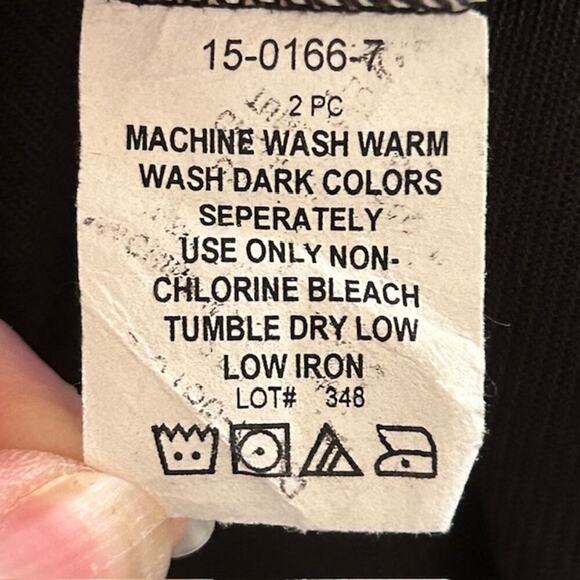 15-0166-7
2 PC
MACHINE WASH WARM
WASH DARK COLORS
SEPERATELY
USE ONLY NON-
CHLORINE BLEACH
TUMBLE DRY LOW
LOW IRON
LOT# 348